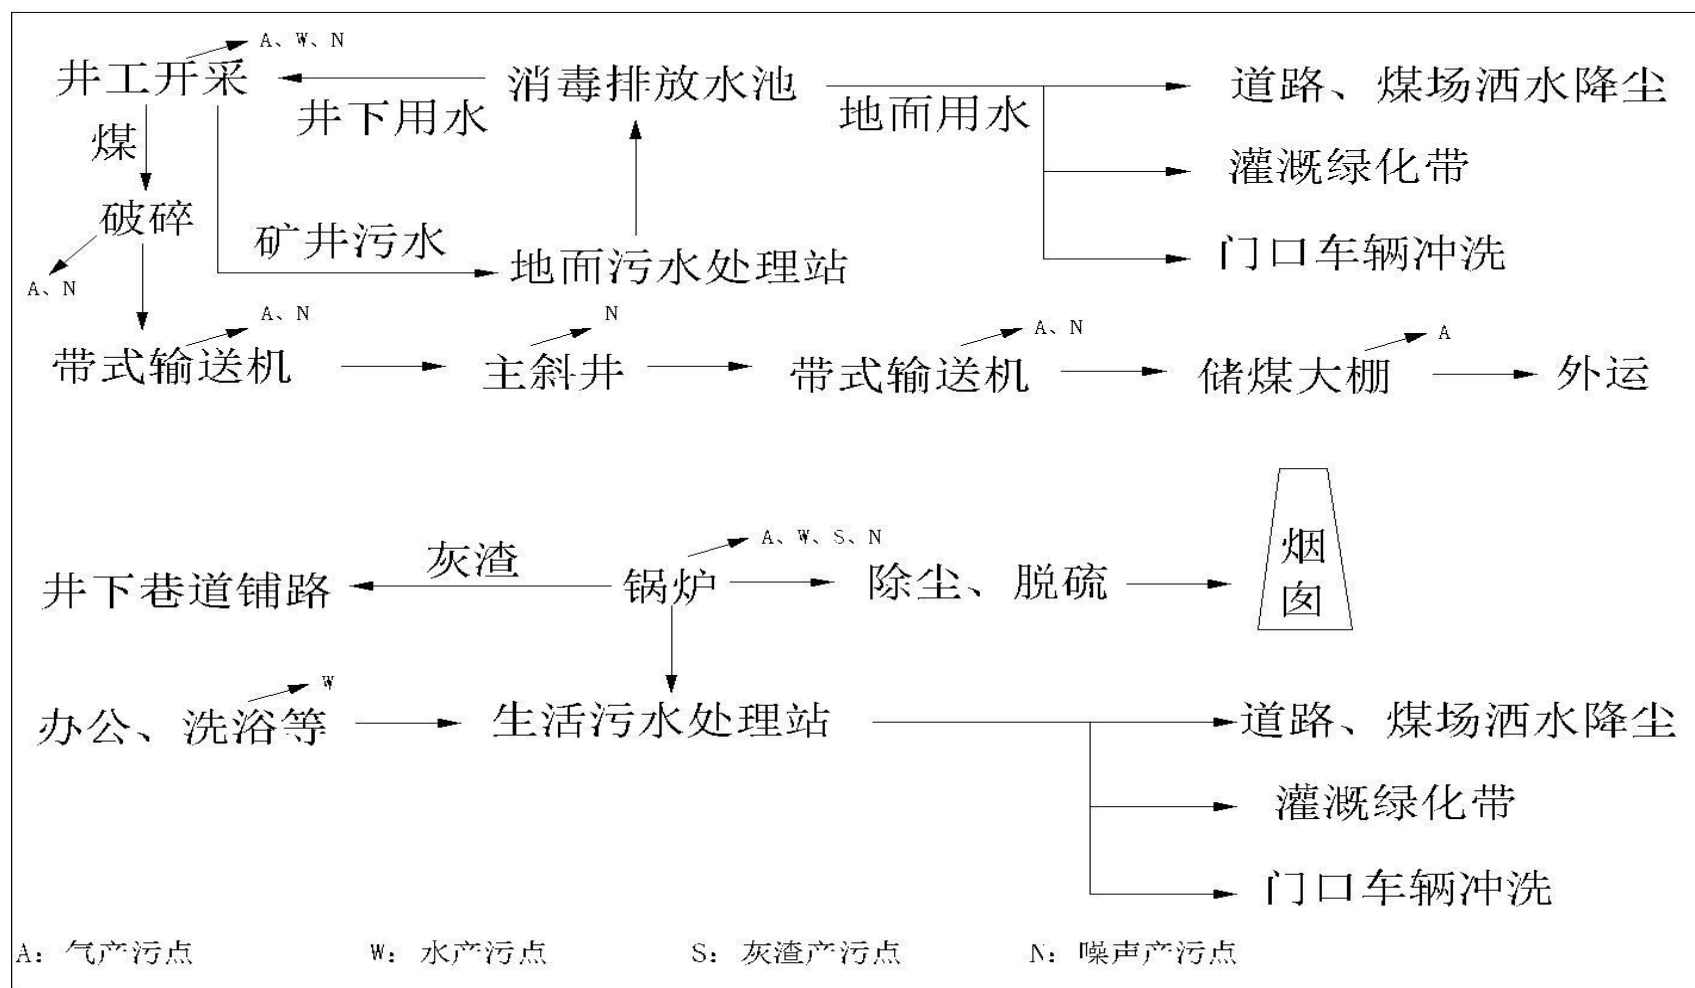 A、W、N
井工开采
消毒排放水池
道路、煤场洒水降尘
井下用水
地面用水
煤
灌溉绿化带
破碎
矿井污水
地面污水处理站
门口车辆冲洗
A、N
A、N
N
A、N
A
带式输送机
主斜井
带式输送机
储煤大棚
外运
A、W、S、N
灰渣
烟囱
井下巷道铺路
锅炉
除尘、脱硫
W
办公、洗浴等
生活污水处理站
道路、煤场洒水降尘
灌溉绿化带
门口车辆冲洗
A: 气产污点 W: 水产污点 S: 灰渣产污点 N: 噪声产污点